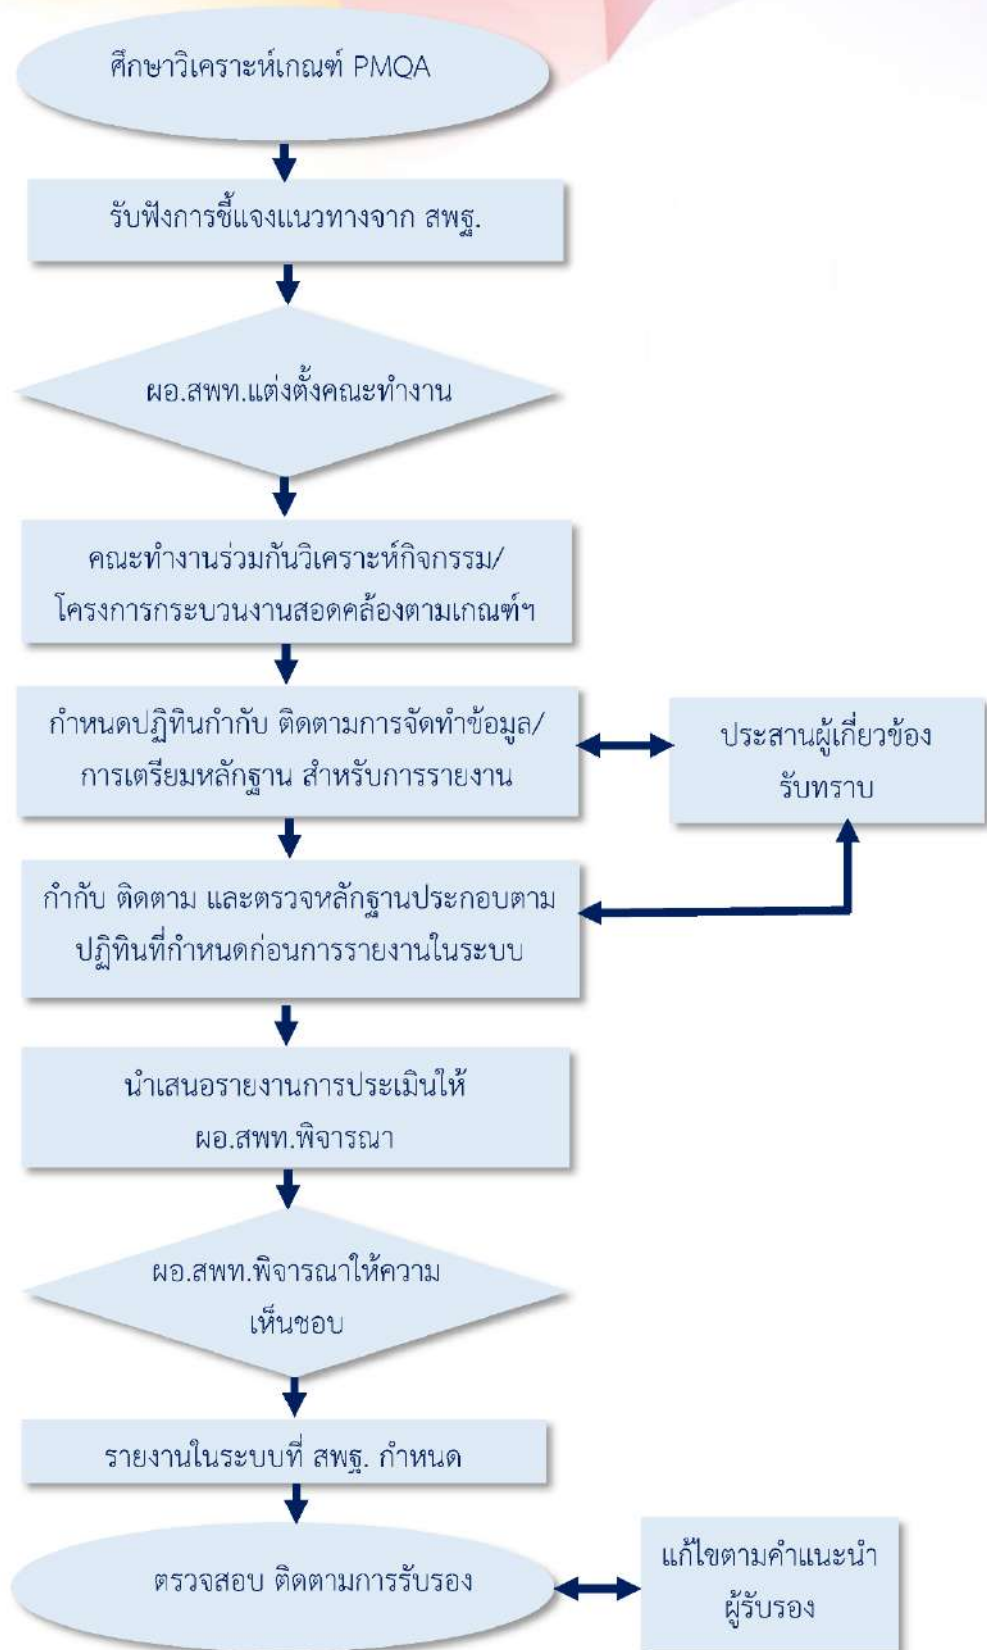 ศึกษาวิเคราะห์เกณฑ์ PMQA
รับฟังการชี้แจงแนวทางจาก สพฐ.
ผอ.สพท.แต่งตั้งคณะทำงาน
คณะทำงานร่วมกันวิเคราะห์กิจกรรม/
โครงการกระบวนงานสอดคล้องตามเกณฑ์ฯ
กำหนดปฏิทินกำกับ ติดตามการจัดทำข้อมูล/
การเตรียมหลักฐาน สำหรับการรายงาน
ประสานผู้เกี่ยวข้อง
รับทราบ
กำกับ ติดตาม และตรวจหลักฐานประกอบตาม
ปฏิทินที่กำหนดก่อนการรายงานในระบบ
นำเสนอรายงานการประเมินให้
ผอ.สพท.พิจารณา
ผอ.สพท.พิจารณาให้ความ
เห็นชอบ
รายงานในระบบที่ สพฐ. กำหนด
ตรวจสอบ ติดตามการรับรอง
แก้ไขตามคำแนะนำ
ผู้รับรอง